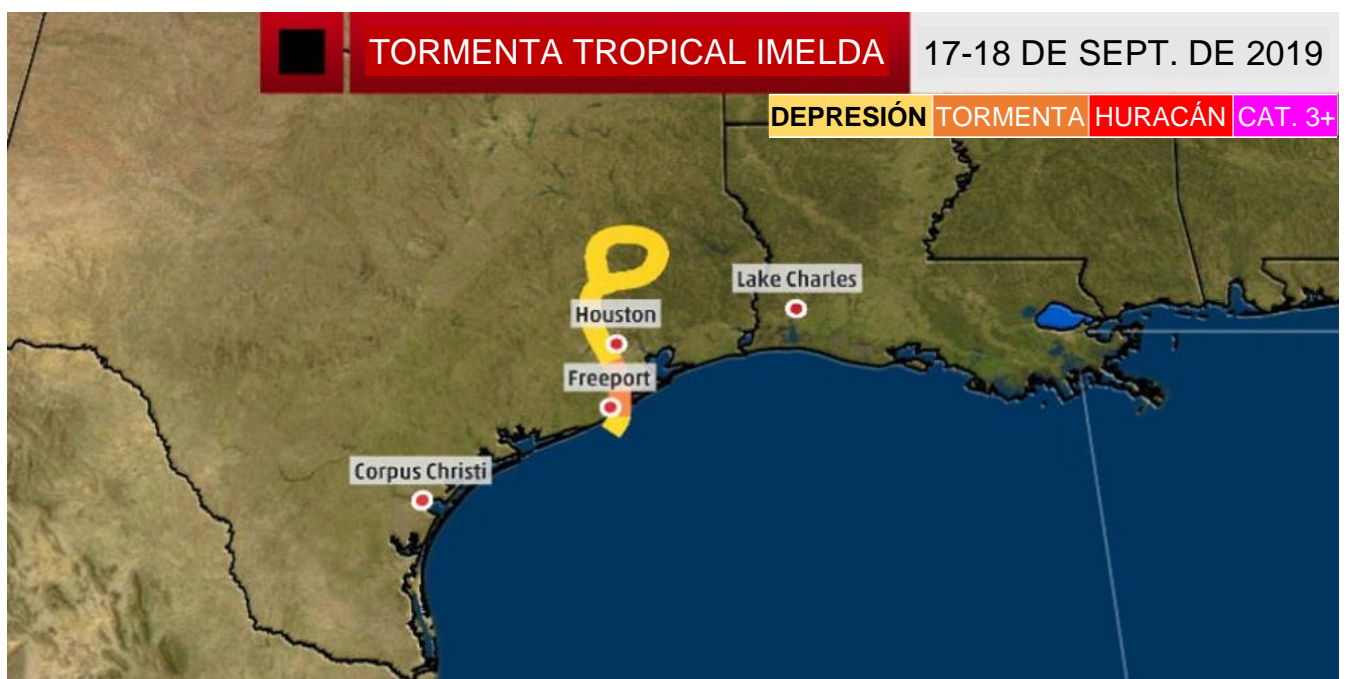 TORMENTA TROPICAL IMELDA 17-18 DE SEPT. DE 2019
DEPRESIÓN TORMENTA HURACÁN CAT. 3+
Lake Charles
Houston
Freeport
Corpus Christi